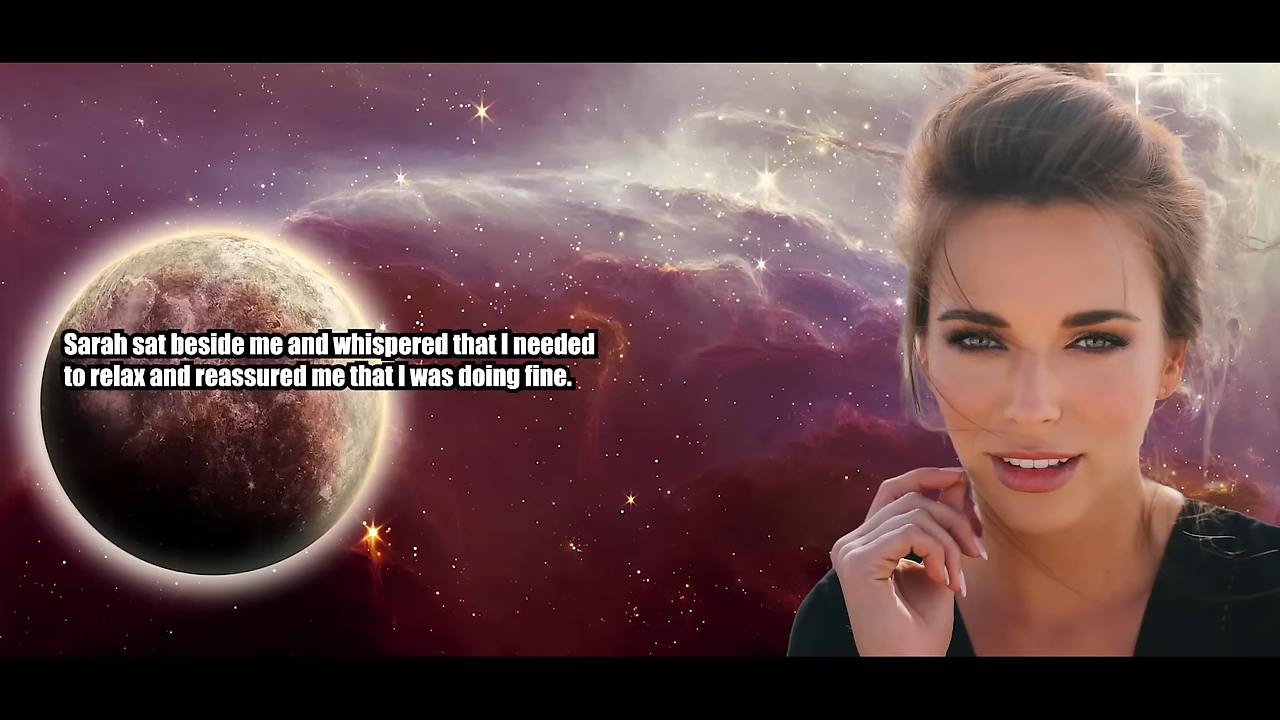 Sarah sat beside me and whispered that I needed
to relax and reassured me that I was doing fine.